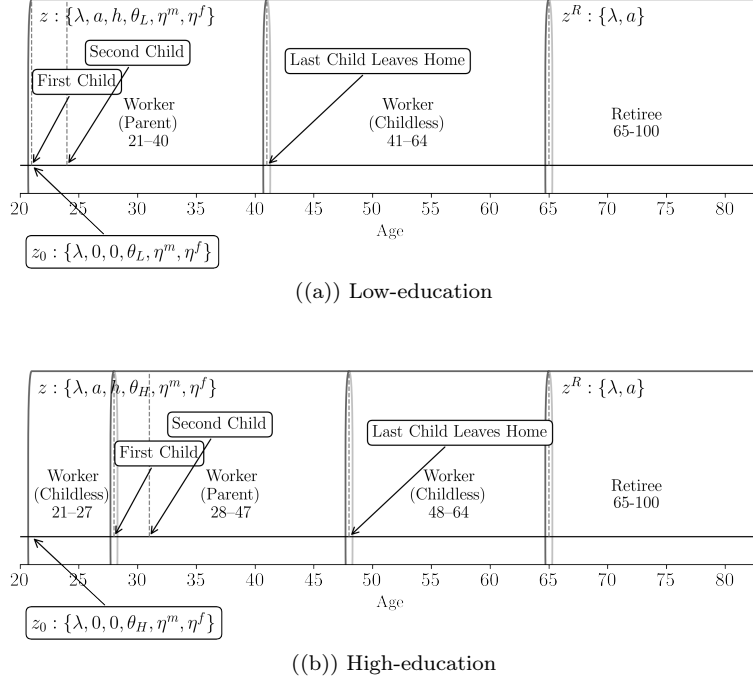 z : {λ, a, h, θ_L, η^m, η^f}
z^R : {λ, a}
Second Child
First Child
Last Child Leaves Home
Worker
(Parent)
21–40
Worker
(Childless)
41–64
Retiree
65-100
20 25 30 35 40 45 50 55 60 65 70 75 80
Age
z_0 : {λ, 0, 0, θ_L, η^m, η^f}
((a)) Low-education
z : {λ, a, h, θ_H, η^m, η^f}
z^R : {λ, a}
Second Child
First Child
Last Child Leaves Home
Worker
(Childless)
21–27
Worker
(Parent)
28–47
Worker
(Childless)
48–64
Retiree
65-100
20 25 30 35 40 45 50 55 60 65 70 75 80
Age
z_0 : {λ, 0, 0, θ_H, η^m, η^f}
((b)) High-education